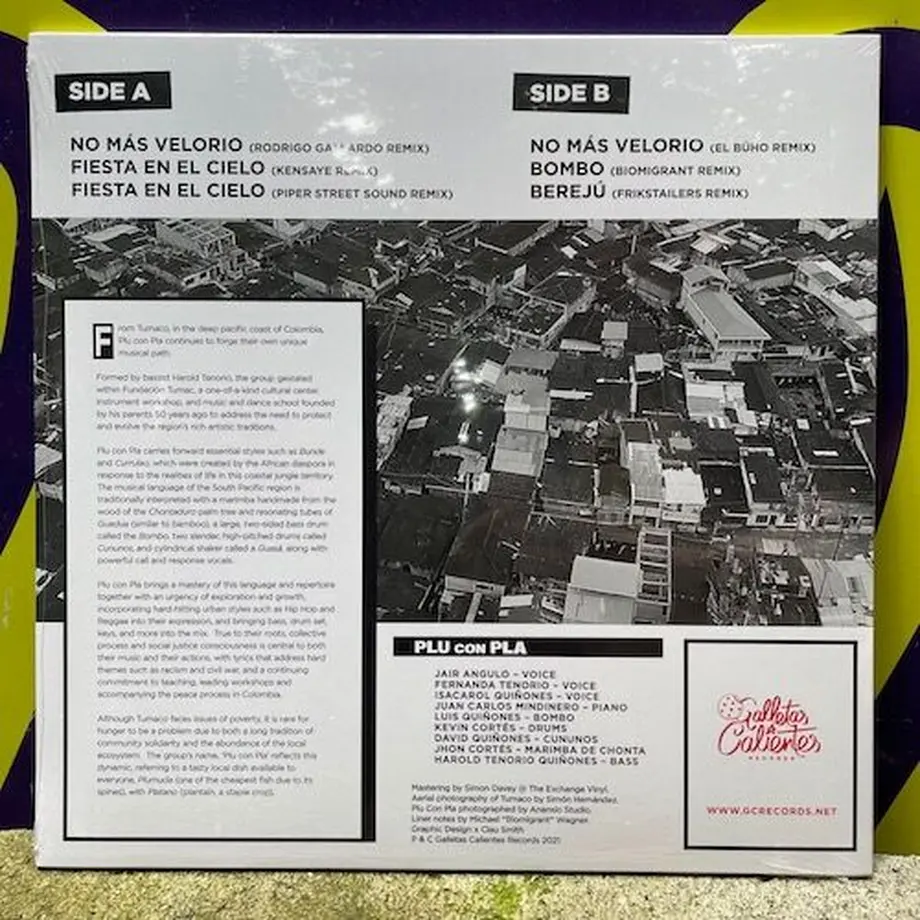 SIDE A
NO MÁS VELORIO (RODRIGO GALLARDO REMIX)
FIESTA EN EL CIELO (KENSAYE REMIX)
FIESTA EN EL CIELO (PIPER STREET SOUND REMIX)
SIDE B
NO MÁS VELORIO (EL BÚHO REMIX)
BOMBO (BIOMIGRANT REMIX)
BEREJÚ (FRIKSTAILERS REMIX)
From Tumaco, in the deep pacific coast of Colombia,
Plu con Pla continues to forge their own unique
musical path.
Formed by bassist Harold Tenorio, the group gestated
within Fundación Tumac, a one-of-a-kind cultural center,
instrument workshop, and music and dance school founded
by his parents 50 years ago to address the need to protect
and evolve the region's rich artistic traditions.
Plu con Pla carries forward essential styles such as Bunde
and Currulao, which were created by the African diaspora in
response to the realities of life in this coastal jungle territory.
The musical language of the South Pacific region is
traditionally interpreted with a marimba handmade from the
wood of the Chontaduro palm tree and resonating tubes of
Guadua (similar to bamboo), a large, two-sided bass drum
called the Bombo, two slender, high-pitched drums called
Cununos, and cylindrical shaker called a Guasá, along with
powerful call and response vocals.
Plu con Pla brings a mastery of this language and repertoire
together with an urgency of exploration and growth,
incorporating hard-hitting urban styles such as Hip Hop and
Reggae into their expression, and bringing bass, drum set,
keys, and more into the mix. True to their roots, collective
process and social justice consciousness is central to both
their music and their actions, with lyrics that address hard
themes such as racism and civil war, and a continuing
commitment to teaching, leading workshops and
accompanying the peace process in Colombia.
Although Tumaco faces issues of poverty, it is rare for
hunger to be a problem due to both a long tradition of
community solidarity and the abundance of the local
ecosystem. The group's name, 'Plu con Pla' reflects this
dynamic, referring to a tasty local dish available to
everyone, Plumuda (one of the cheapest fish due to its
spines), with Plátano (plantain, a staple crop).
PLU CON PLA
JAIR ANGULO – VOICE
FERNANDA TENORIO – VOICE
ISACAROL QUIÑONES – VOICE
JUAN CARLOS MINDINERO – PIANO
LUIS QUIÑONES – BOMBO
KEVIN CORTÉS – DRUMS
DAVID QUIÑONES – CUNUNOS
JHON CORTÉS – MARIMBA DE CHONTA
HAROLD TENORIO QUIÑONES – BASS
Mastering by Simon Davey @ The Exchange Vinyl.
Aerial photography of Tumaco by Simón Hernández.
Plu Con Pla photographed by Anansio Studio.
Liner notes by Michael "Biomigrant" Wagner.
Graphic Design x Clau Smith
P & C Galletas Calientes Records 2021
Galletas
Calientes
RECORDS
WWW.GCRECORDS.NET